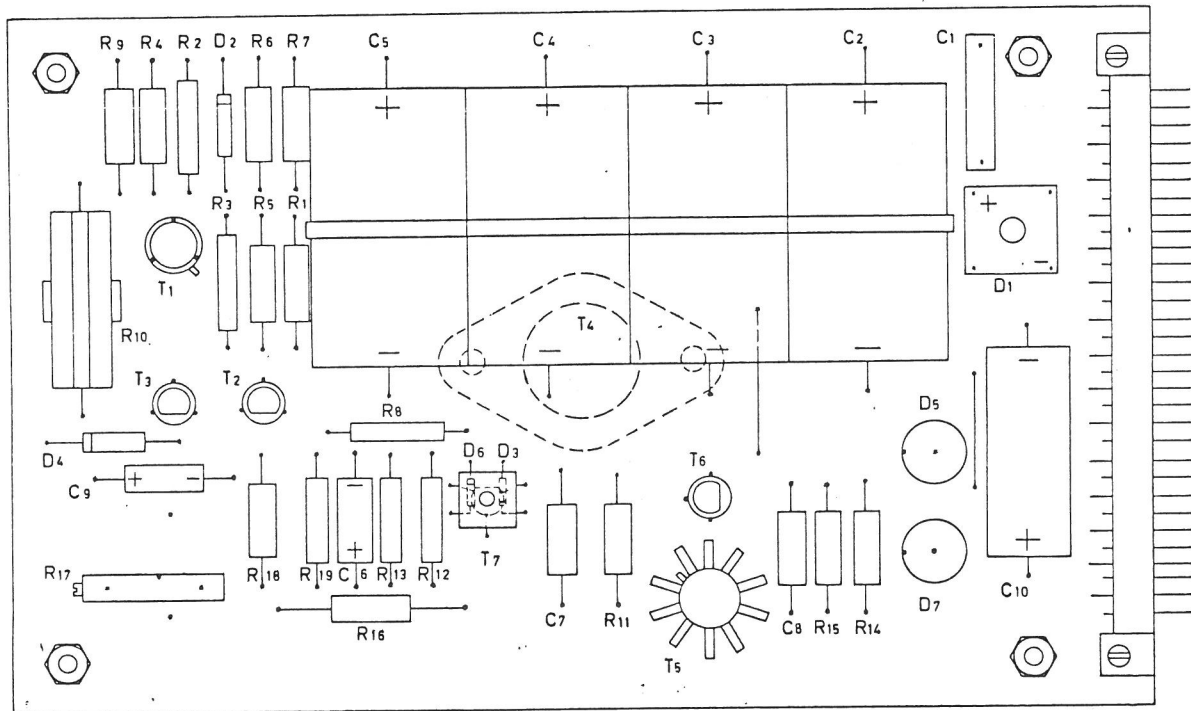 R9 R4 R2 D2 R6 R7 C5 C4 C3 C2 C1
R3 R5 R1
T1 D1
R10 T4
T3 T2
R8 D5
D4 D6 D3 T6
C9
R17 R18 R19 C6 R13 R12 T7 C10
C7 R11 C8 R15 R14 D7
R16
T5